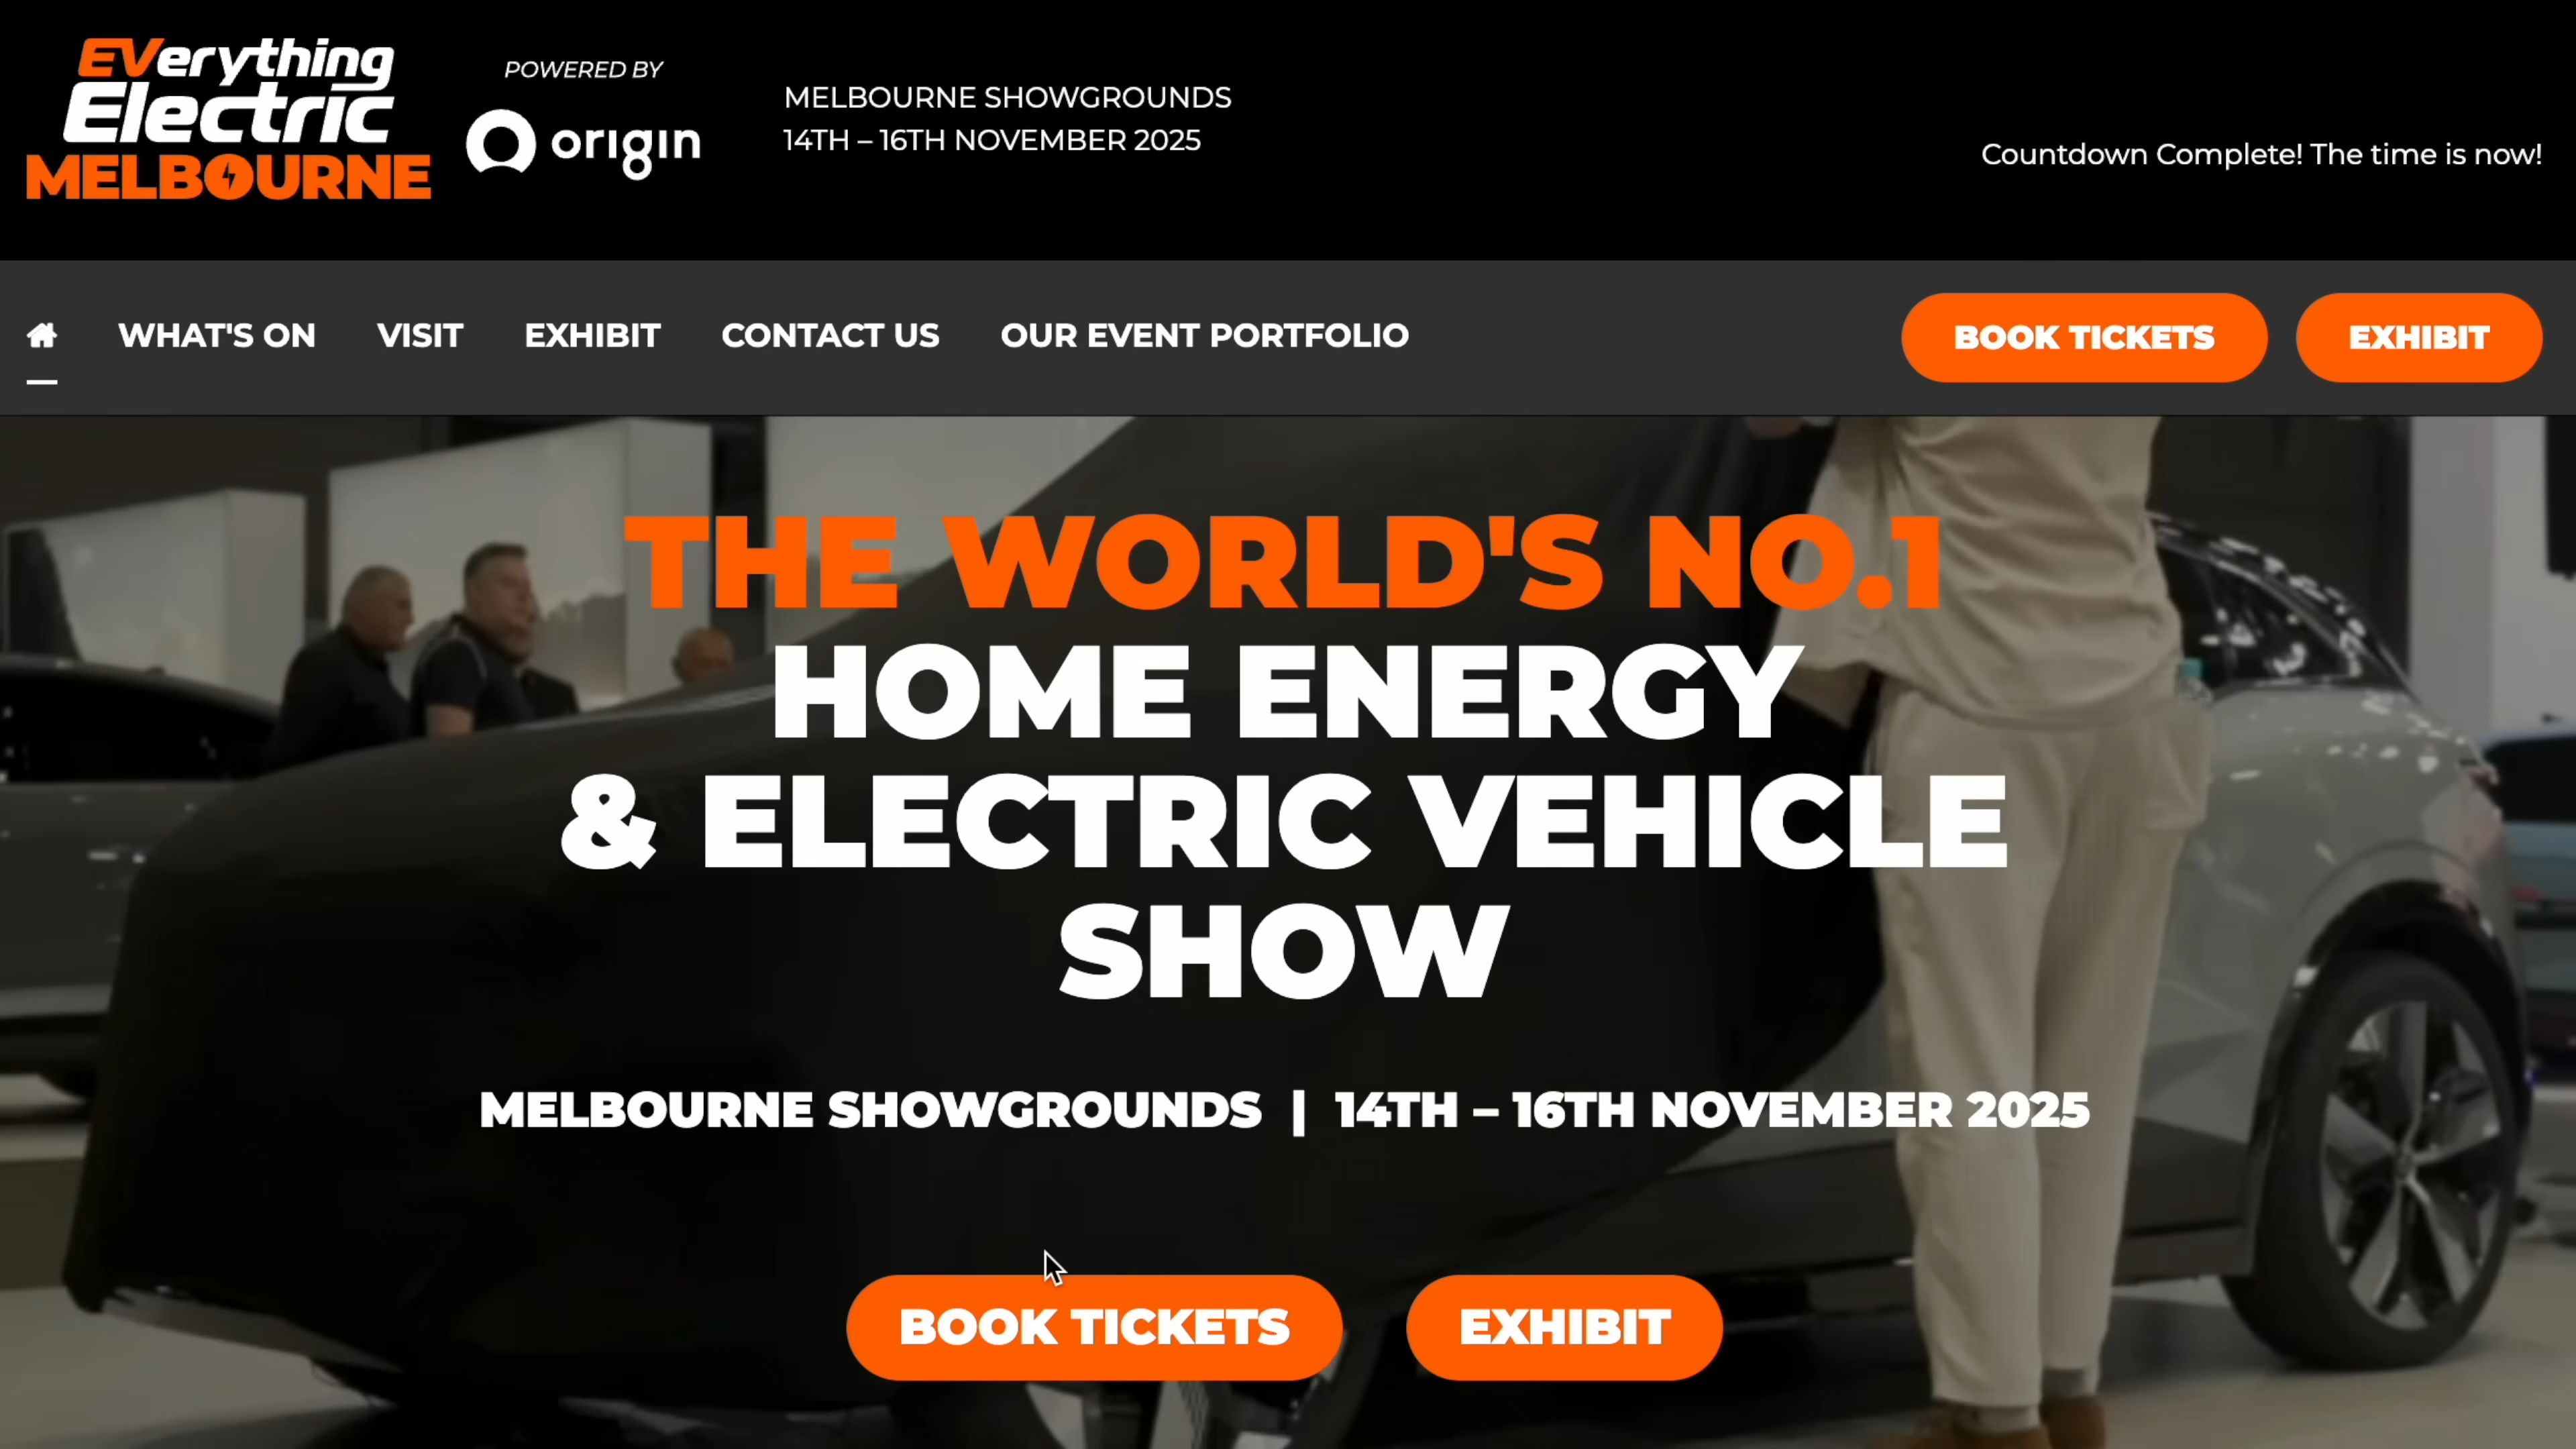 EVerything
Electric
MELBOURNE
POWERED BY
origin
MELBOURNE SHOWGROUNDS
14TH – 16TH NOVEMBER 2025
Countdown Complete! The time is now!
WHAT'S ON
VISIT
EXHIBIT
CONTACT US
OUR EVENT PORTFOLIO
BOOK TICKETS
EXHIBIT
THE WORLD'S NO.1
HOME ENERGY
& ELECTRIC VEHICLE
SHOW
MELBOURNE SHOWGROUNDS | 14TH – 16TH NOVEMBER 2025
BOOK TICKETS
EXHIBIT